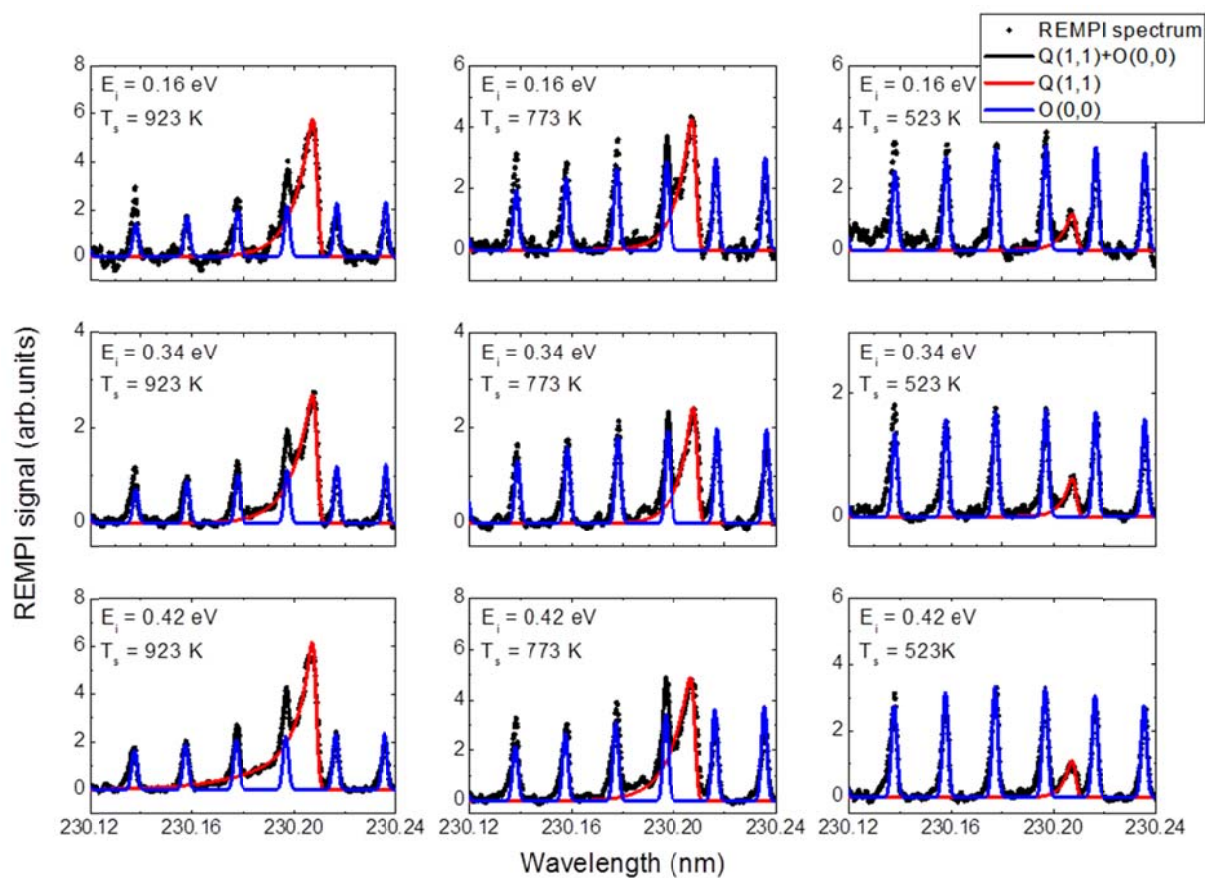 REMPI spectrum
Q(1,1)+O(0,0)
Q(1,1)
O(0,0)
8
6
4
2
0
E_i = 0.16 eV
T_s = 923 K
6
4
2
0
E_i = 0.16 eV
T_s = 773 K
6
4
2
0
E_i = 0.16 eV
T_s = 523 K
4
2
0
E_i = 0.34 eV
T_s = 923 K
4
2
0
E_i = 0.34 eV
T_s = 773 K
2
0
E_i = 0.34 eV
T_s = 523 K
8
6
4
2
0
E_i = 0.42 eV
T_s = 923 K
8
6
4
2
0
E_i = 0.42 eV
T_s = 773 K
6
4
2
0
E_i = 0.42 eV
T_s = 523K
230.12 230.16 230.20 230.24
230.12 230.16 230.20 230.24
230.12 230.16 230.20 230.24
REMPI signal (arb.units)
Wavelength (nm)